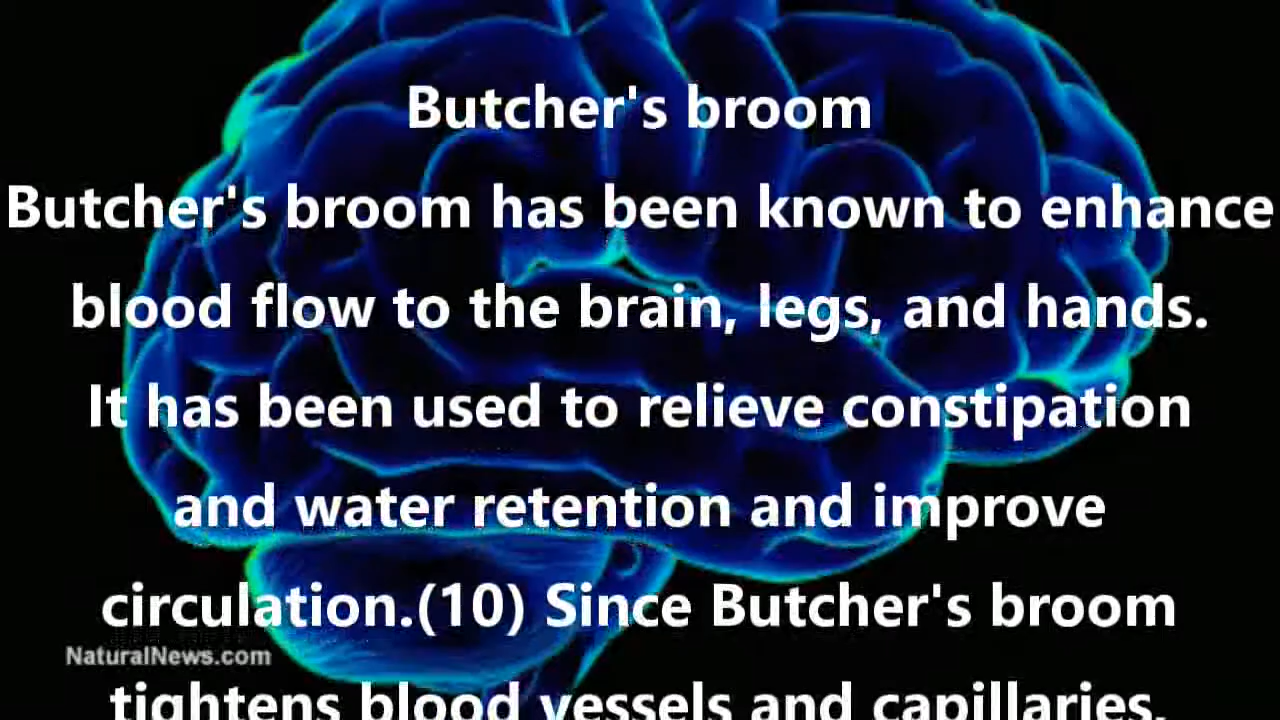 Butcher's broom
Butcher's broom has been known to enhance
blood flow to the brain, legs, and hands.
It has been used to relieve constipation
and water retention and improve
circulation.(10) Since Butcher's broom
NaturalNews.com
tightens blood vessels and capillaries,